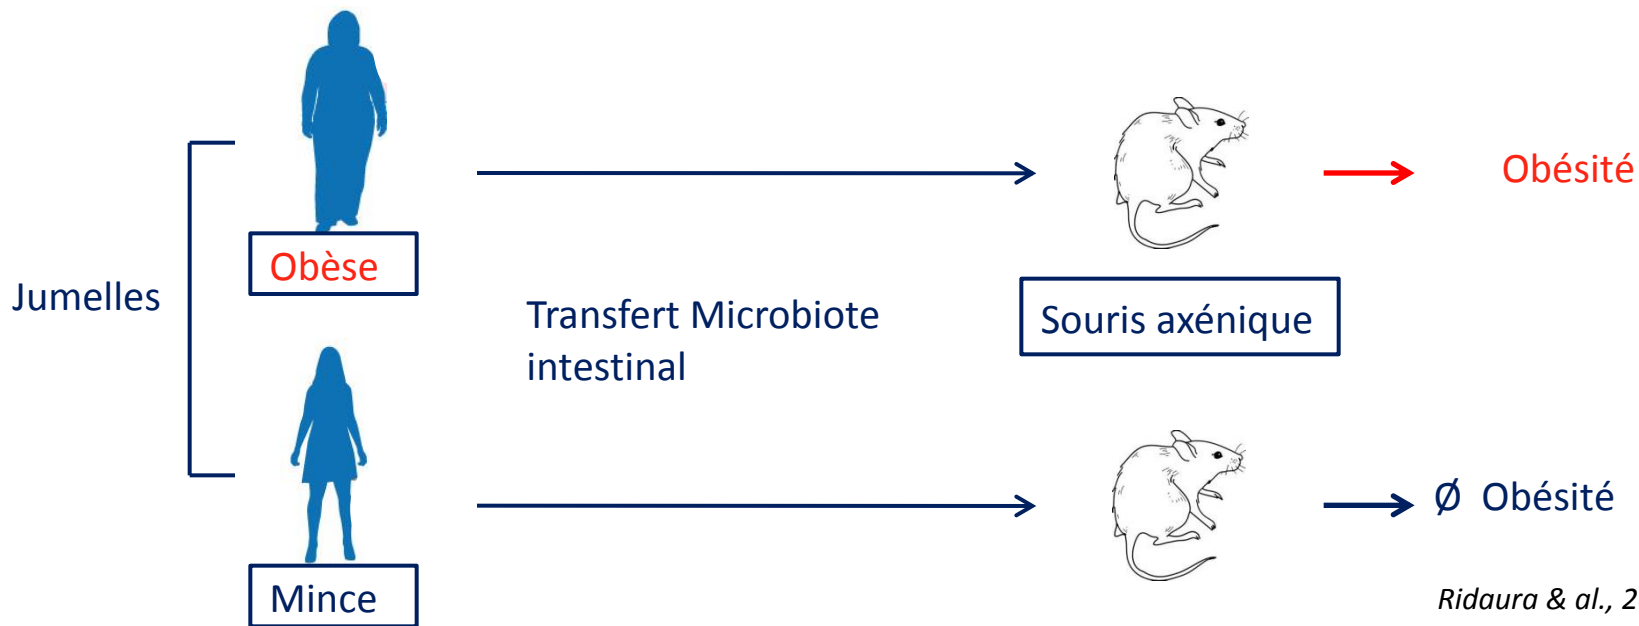 Obésité
Obèse
Jumelles
Transfert Microbiote
intestinal
Souris axénique
Ø Obésité
Mince
Ridaura & al., 2